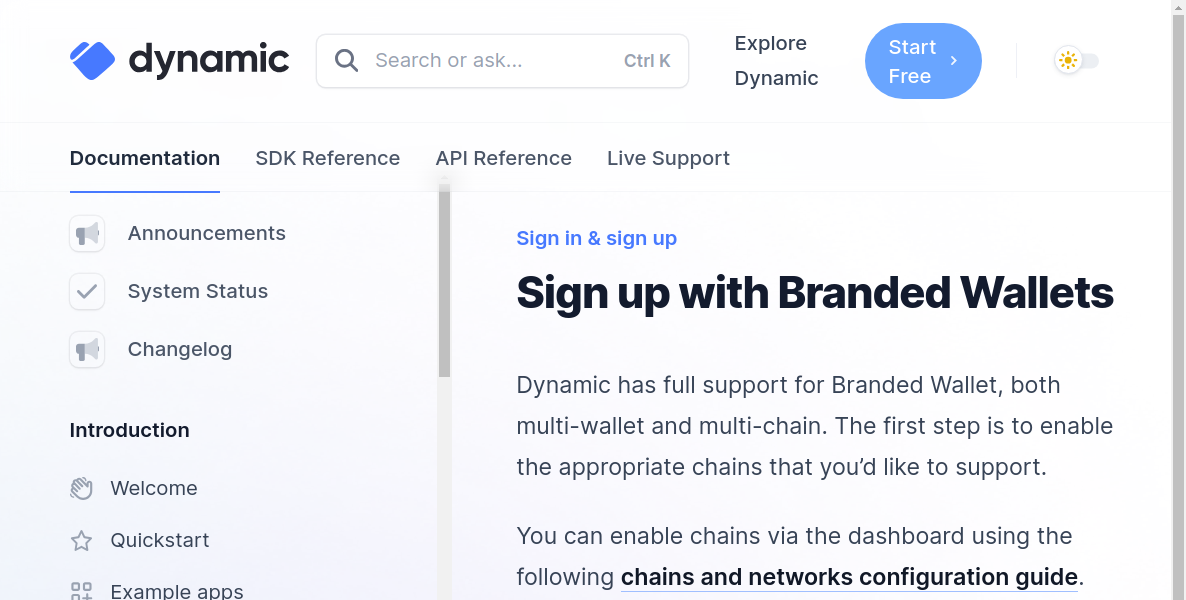 dynamic
Search or ask...
Ctrl K
Explore
Dynamic
Start
Free
Documentation
SDK Reference
API Reference
Live Support
Announcements
System Status
Changelog
Introduction
Welcome
Quickstart
Example apps
Sign in & sign up
Sign up with Branded Wallets
Dynamic has full support for Branded Wallet, both
multi-wallet and multi-chain. The first step is to enable
the appropriate chains that you’d like to support.
You can enable chains via the dashboard using the
following chains and networks configuration guide.